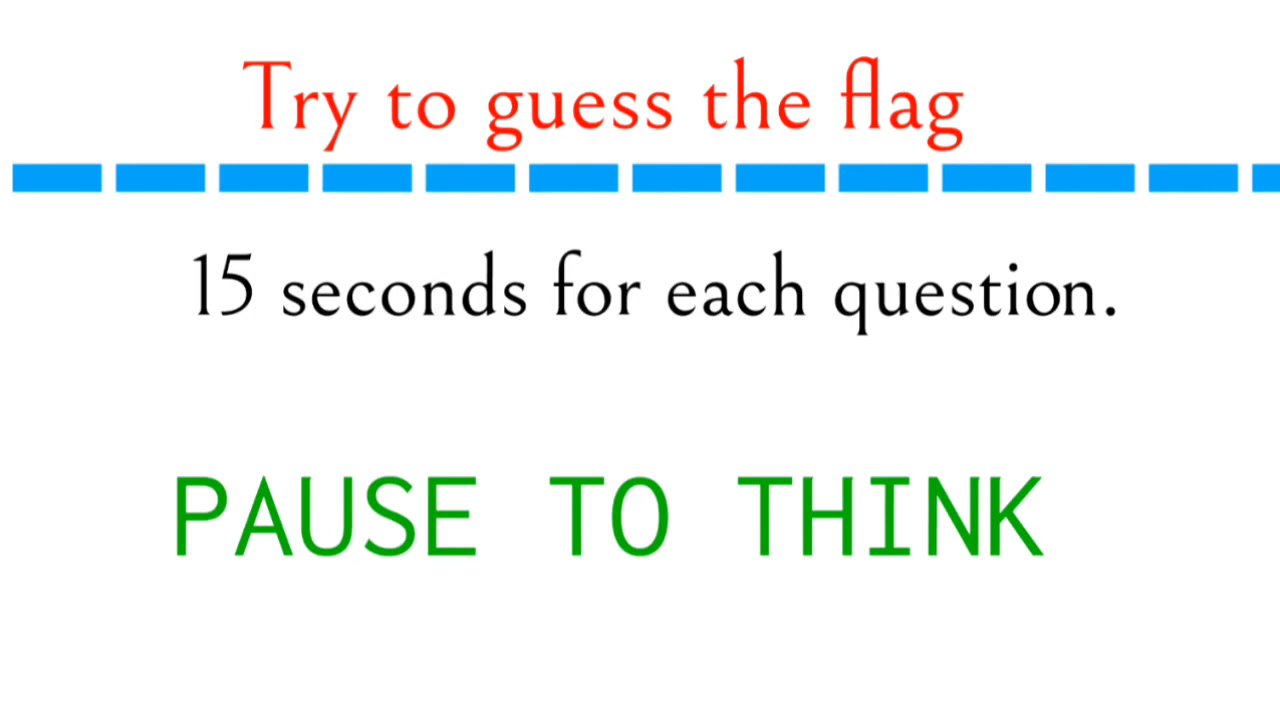 Try to guess the flag
15 seconds for each question.
PAUSE TO THINK